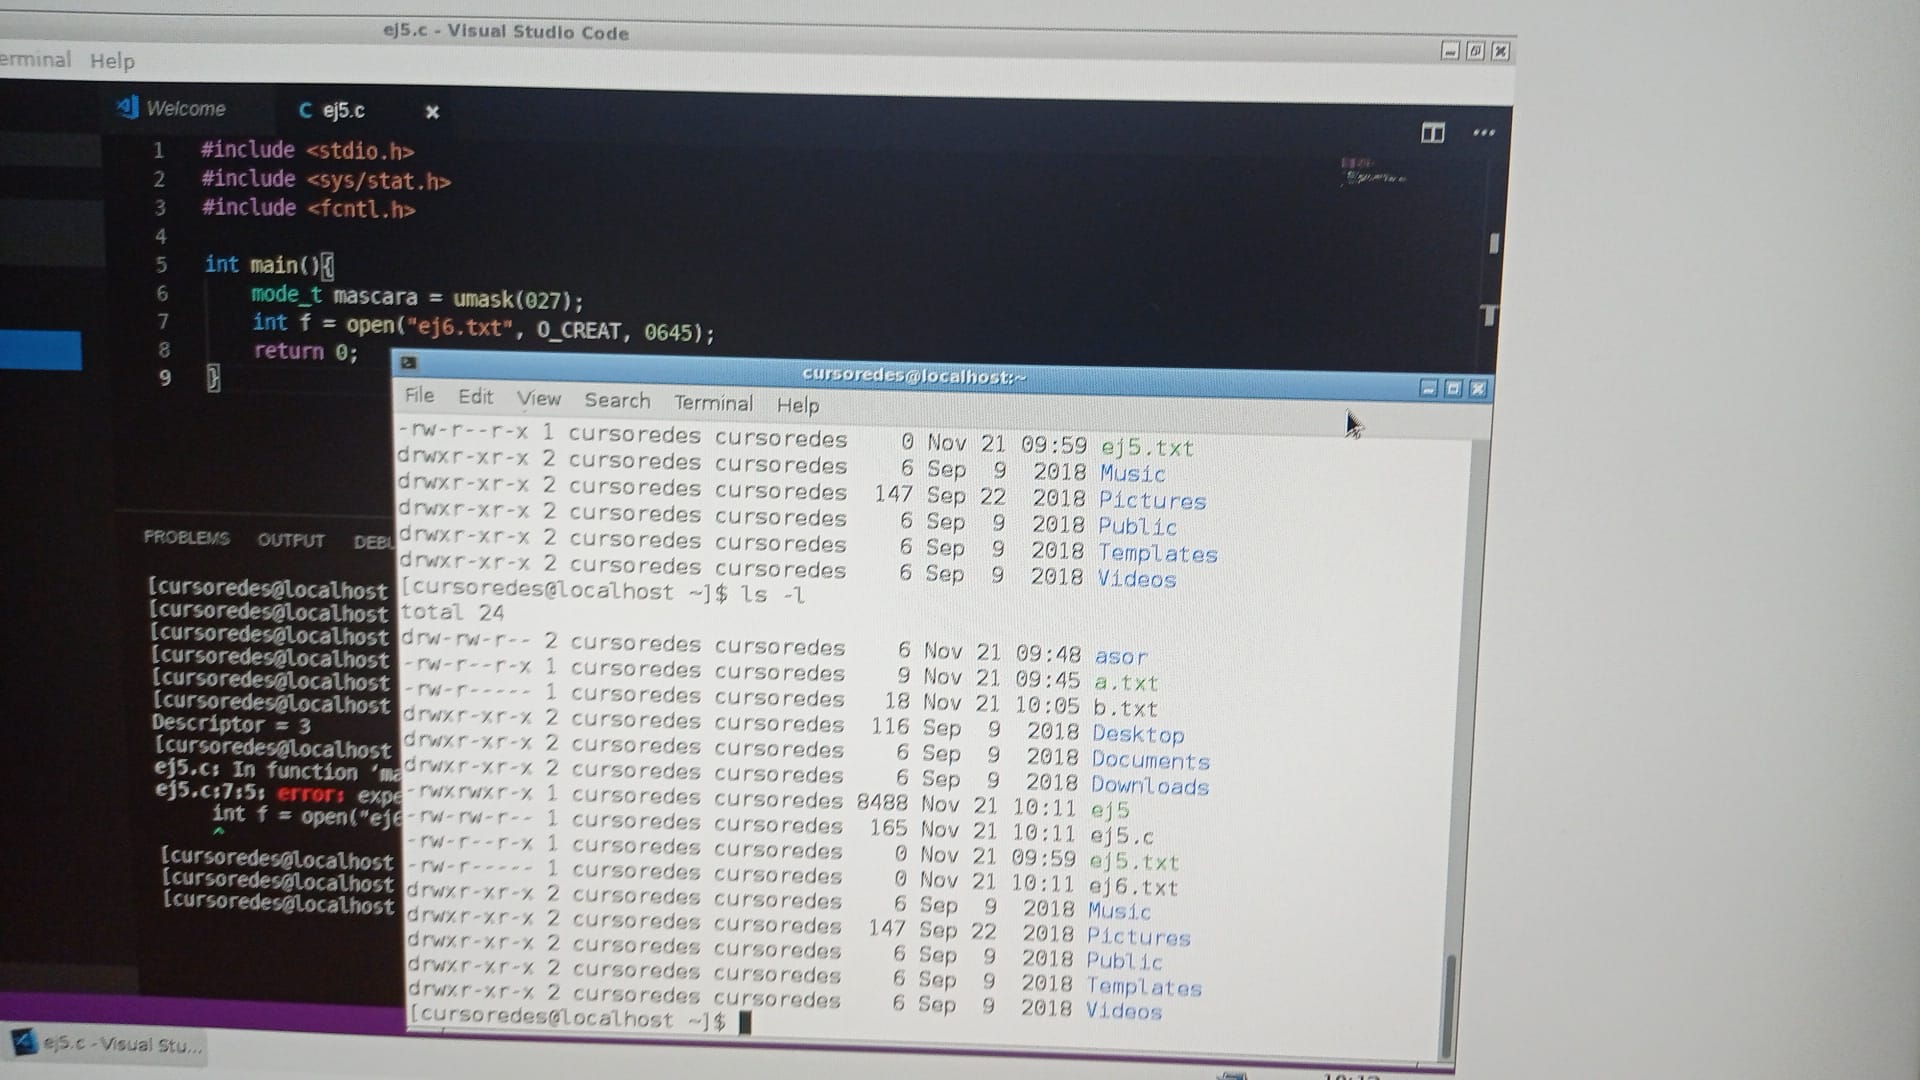 ej5.c - Visual Studio Code
erminal Help
Welcome
C ej5.c
1 #include <stdio.h>
2 #include <sys/stat.h>
3 #include <fcntl.h>
4
5 int main(){
6 mode_t mascara = umask(027);
7 int f = open("ej6.txt", O_CREAT, 0645);
8 return 0;
9 }
PROBLEMS OUTPUT DEBU
[cursoredes@localhost
[cursoredes@localhost
[cursoredes@localhost
[cursoredes@localhost
[cursoredes@localhost
[cursoredes@localhost
Descriptor = 3
[cursoredes@localhost
ej5.c: In function 'ma
ej5.c:7:5: error: expe
int f = open("eje
^
[cursoredes@localhost
[cursoredes@localhost
[cursoredes@localhost
cursoredes@localhost:~
File Edit View Search Terminal Help
-rw-r--r-x 1 cursoredes cursoredes 0 Nov 21 09:59 ej5.txt
drwxr-xr-x 2 cursoredes cursoredes 6 Sep 9 2018 Music
drwxr-xr-x 2 cursoredes cursoredes 147 Sep 22 2018 Pictures
drwxr-xr-x 2 cursoredes cursoredes 6 Sep 9 2018 Public
drwxr-xr-x 2 cursoredes cursoredes 6 Sep 9 2018 Templates
drwxr-xr-x 2 cursoredes cursoredes 6 Sep 9 2018 Videos
[cursoredes@localhost ~]$ ls -l
total 24
drw-rw-r-- 2 cursoredes cursoredes 6 Nov 21 09:48 asor
-rw-r--r-x 1 cursoredes cursoredes 9 Nov 21 09:45 a.txt
-rw-r----- 1 cursoredes cursoredes 18 Nov 21 10:05 b.txt
drwxr-xr-x 2 cursoredes cursoredes 116 Sep 9 2018 Desktop
drwxr-xr-x 2 cursoredes cursoredes 6 Sep 9 2018 Documents
drwxr-xr-x 2 cursoredes cursoredes 6 Sep 9 2018 Downloads
-rwxrwxr-x 1 cursoredes cursoredes 8488 Nov 21 10:11 ej5
-rw-rw-r-- 1 cursoredes cursoredes 165 Nov 21 10:11 ej5.c
-rw-r--r-x 1 cursoredes cursoredes 0 Nov 21 09:59 ej5.txt
-rw-r----- 1 cursoredes cursoredes 0 Nov 21 10:11 ej6.txt
drwxr-xr-x 2 cursoredes cursoredes 6 Sep 9 2018 Music
drwxr-xr-x 2 cursoredes cursoredes 147 Sep 22 2018 Pictures
drwxr-xr-x 2 cursoredes cursoredes 6 Sep 9 2018 Public
drwxr-xr-x 2 cursoredes cursoredes 6 Sep 9 2018 Templates
drwxr-xr-x 2 cursoredes cursoredes 6 Sep 9 2018 Videos
[cursoredes@localhost ~]$
ej5.c - Visual Stu...